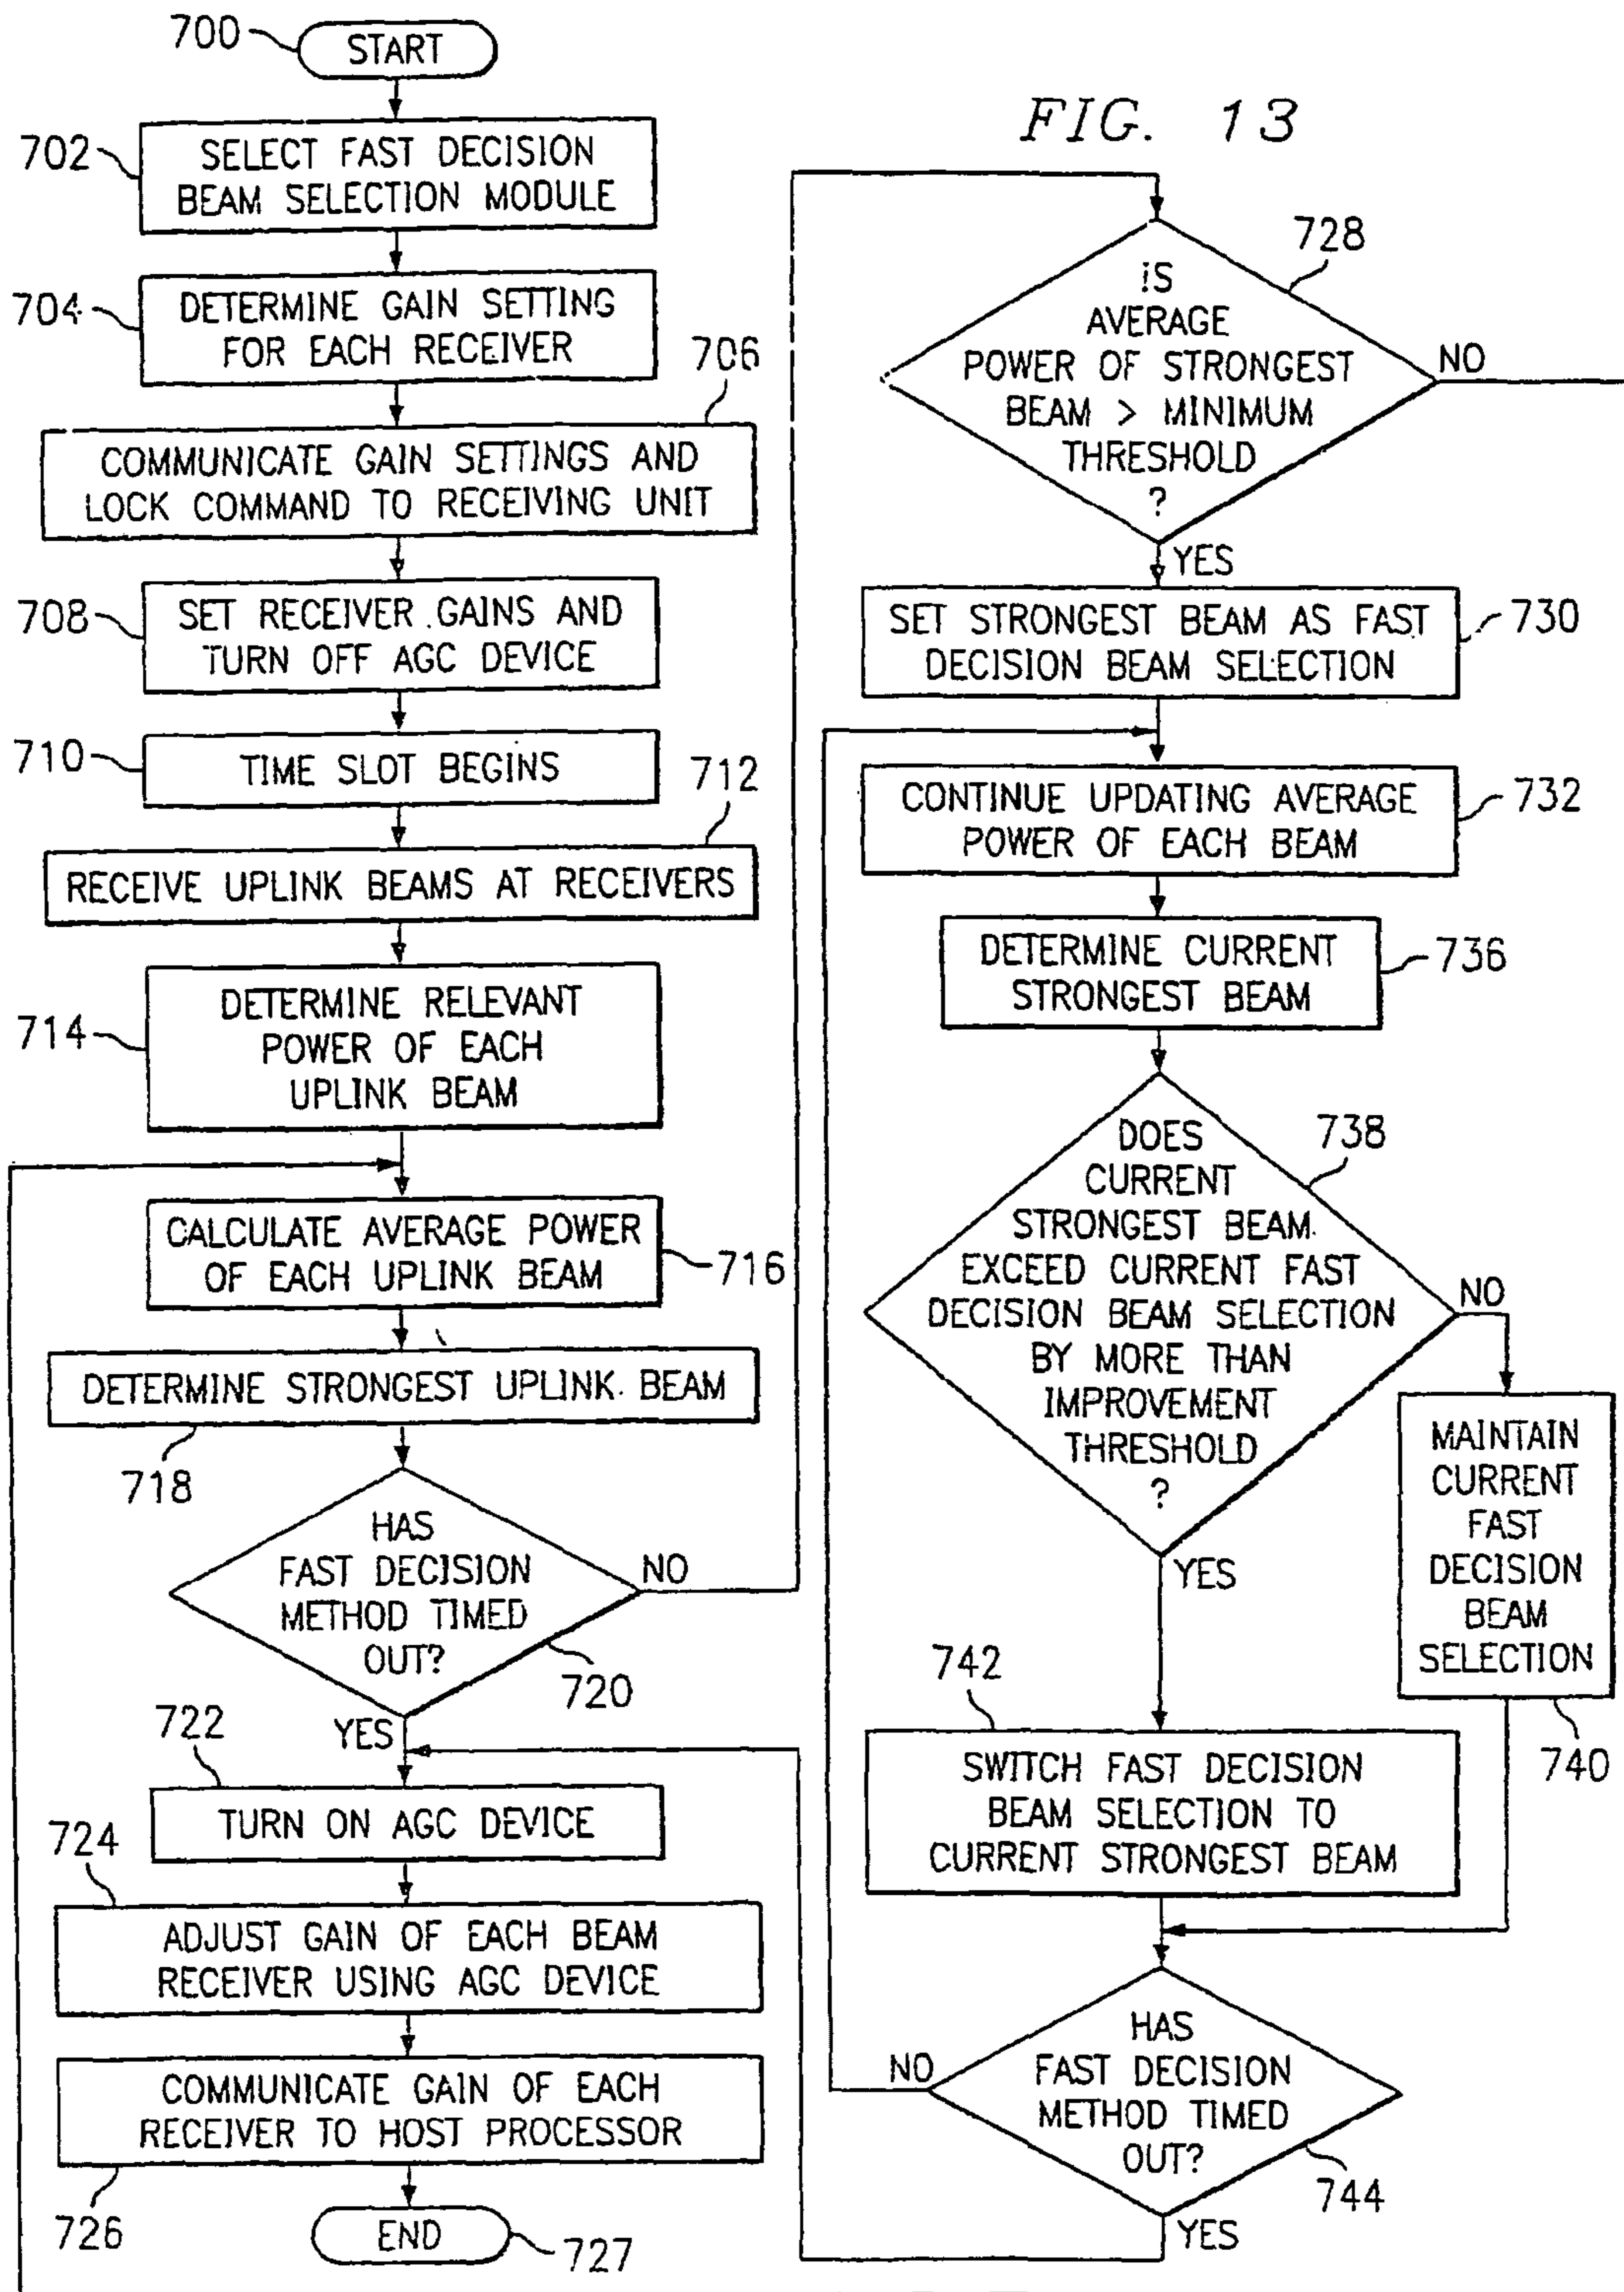 700
START
FIG. 13
702
SELECT FAST DECISION
BEAM SELECTION MODULE
704
DETERMINE GAIN SETTING
FOR EACH RECEIVER
706
COMMUNICATE GAIN SETTINGS AND
LOCK COMMAND TO RECEIVING UNIT
708
SET RECEIVER GAINS AND
TURN OFF AGC DEVICE
710
TIME SLOT BEGINS
712
RECEIVE UPLINK BEAMS AT RECEIVERS
714
DETERMINE RELEVANT
POWER OF EACH
UPLINK BEAM
CALCULATE AVERAGE POWER
OF EACH UPLINK BEAM
716
DETERMINE STRONGEST UPLINK BEAM
718
HAS
FAST DECISION
METHOD TIMED
OUT?
NO
720
YES
722
TURN ON AGC DEVICE
724
ADJUST GAIN OF EACH BEAM
RECEIVER USING AGC DEVICE
COMMUNICATE GAIN OF EACH
RECEIVER TO HOST PROCESSOR
726
END
727
728
IS
AVERAGE
POWER OF STRONGEST
BEAM > MINIMUM
THRESHOLD
?
NO
YES
SET STRONGEST BEAM AS FAST
DECISION BEAM SELECTION
730
CONTINUE UPDATING AVERAGE
POWER OF EACH BEAM
732
DETERMINE CURRENT
STRONGEST BEAM
736
738
DOES
CURRENT
STRONGEST BEAM
EXCEED CURRENT FAST
DECISION BEAM SELECTION
BY MORE THAN
IMPROVEMENT
THRESHOLD
?
NO
YES
MAINTAIN
CURRENT
FAST
DECISION
BEAM
SELECTION
740
742
SWITCH FAST DECISION
BEAM SELECTION TO
CURRENT STRONGEST BEAM
HAS
FAST DECISION
METHOD TIMED
OUT?
NO
744
YES